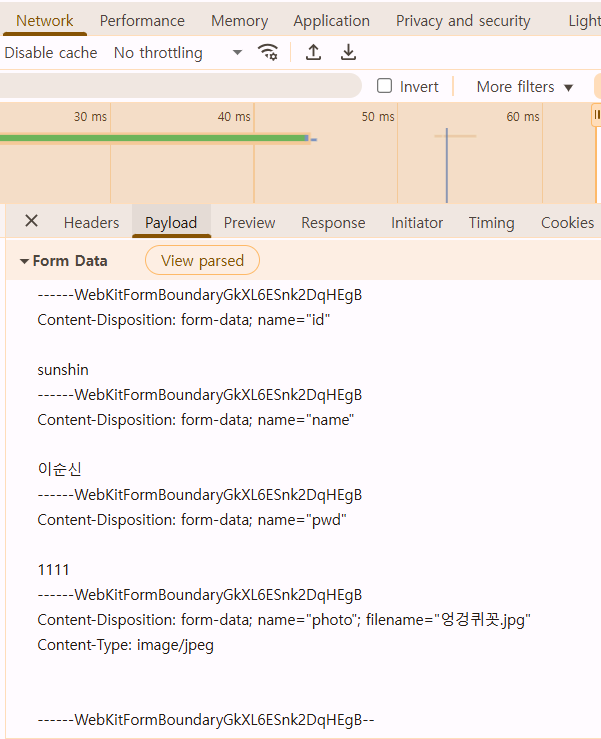 Network Performance Memory Application Privacy and security Light
Disable cache No throttling
Invert More filters
30 ms 40 ms 50 ms 60 ms
Headers Payload Preview Response Initiator Timing Cookies
Form Data View parsed
------WebKitFormBoundaryGkXL6ESnk2DqHEgB
Content-Disposition: form-data; name="id"
sunshin
------WebKitFormBoundaryGkXL6ESnk2DqHEgB
Content-Disposition: form-data; name="name"
이순신
------WebKitFormBoundaryGkXL6ESnk2DqHEgB
Content-Disposition: form-data; name="pwd"
1111
------WebKitFormBoundaryGkXL6ESnk2DqHEgB
Content-Disposition: form-data; name="photo"; filename="엉겅퀴꽃.jpg"
Content-Type: image/jpeg
------WebKitFormBoundaryGkXL6ESnk2DqHEgB--